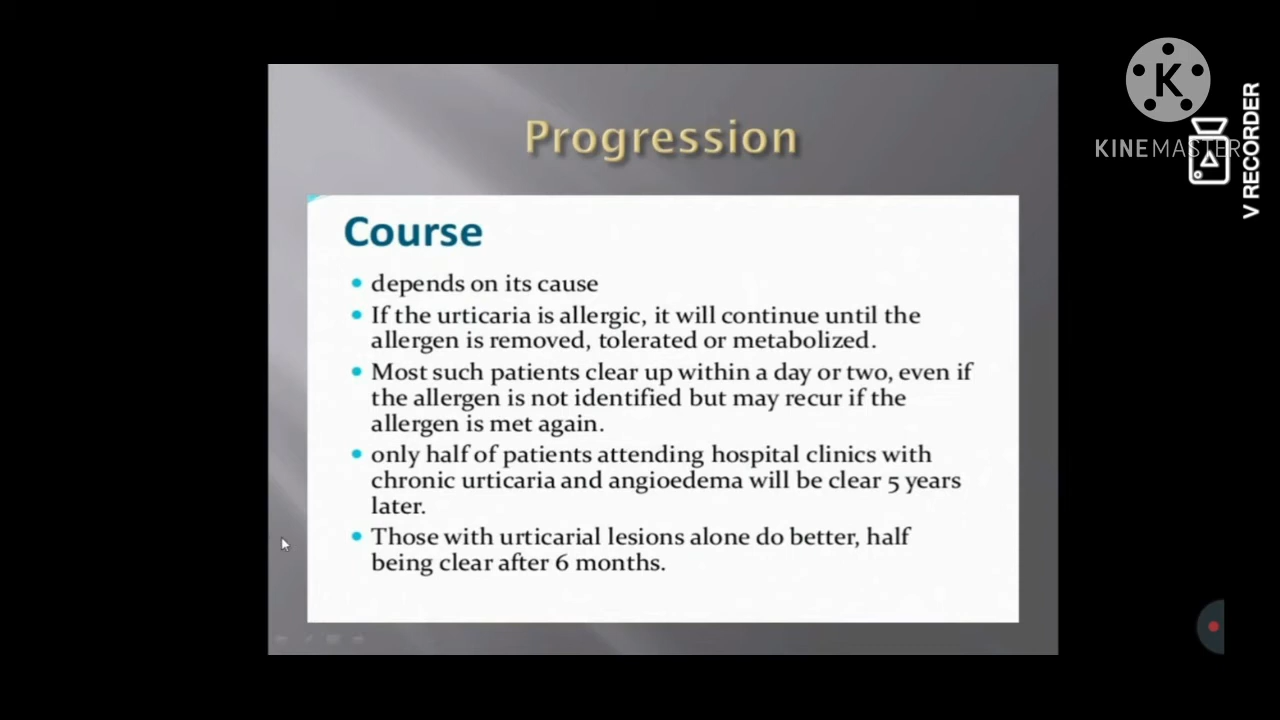 Progression
Course
depends on its cause
If the urticaria is allergic, it will continue until the
allergen is removed, tolerated or metabolized.
Most such patients clear up within a day or two, even if
the allergen is not identified but may recur if the
allergen is met again.
only half of patients attending hospital clinics with
chronic urticaria and angioedema will be clear 5 years
later.
Those with urticarial lesions alone do better, half
being clear after 6 months.
K
KINEMASTER
V RECORDER